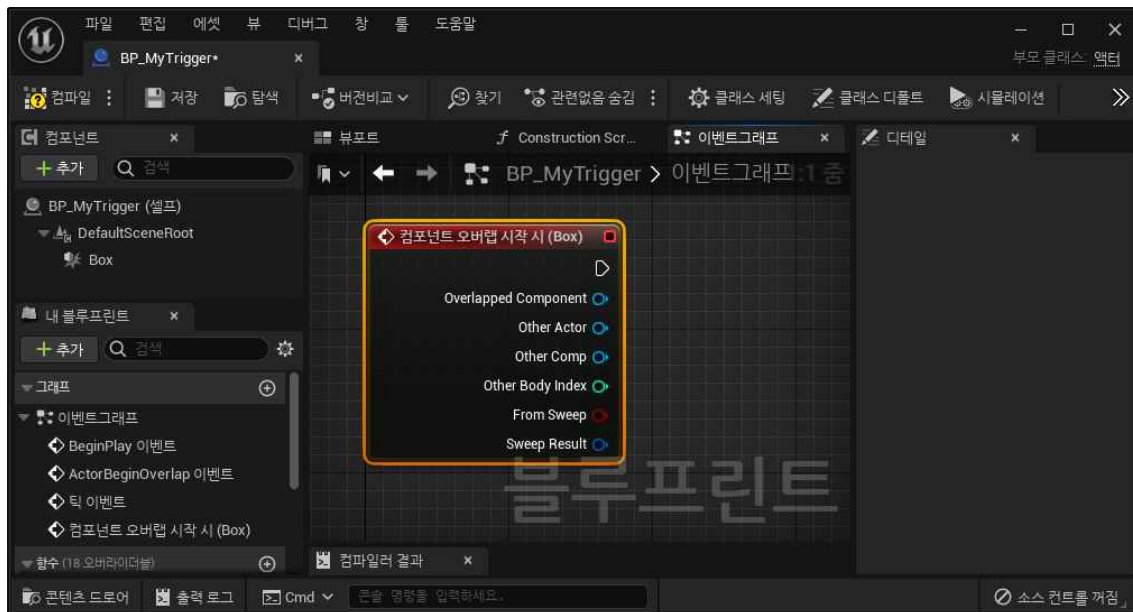 파일 편집 에셋 뷰 디버그 창 툴 도움말
BP_MyTrigger•
부모 클래스: 액터
컴파일 저장 탐색 버전비교 찾기 관련없음 숨김 클래스 세팅 클래스 디폴트 시뮬레이션
컴포넌트
추가 검색
BP_MyTrigger (셀프)
DefaultSceneRoot
Box
내 블루프린트
추가 검색
그래프
이벤트그래프
BeginPlay 이벤트
ActorBeginOverlap 이벤트
틱 이벤트
컴포넌트 오버랩 시작 시 (Box)
함수 (18 오버라이더블)
뷰포트 Construction Scr... 이벤트그래프 디테일
BP_MyTrigger > 이벤트그래프 :1 줌
컴포넌트 오버랩 시작 시 (Box)
Overlapped Component
Other Actor
Other Comp
Other Body Index
From Sweep
Sweep Result
블루프린트
컴파일러 결과
콘텐츠 드로어 출력 로그 Cmd 콘솔 명령을 입력하세요. 소스 컨트롤 꺼짐